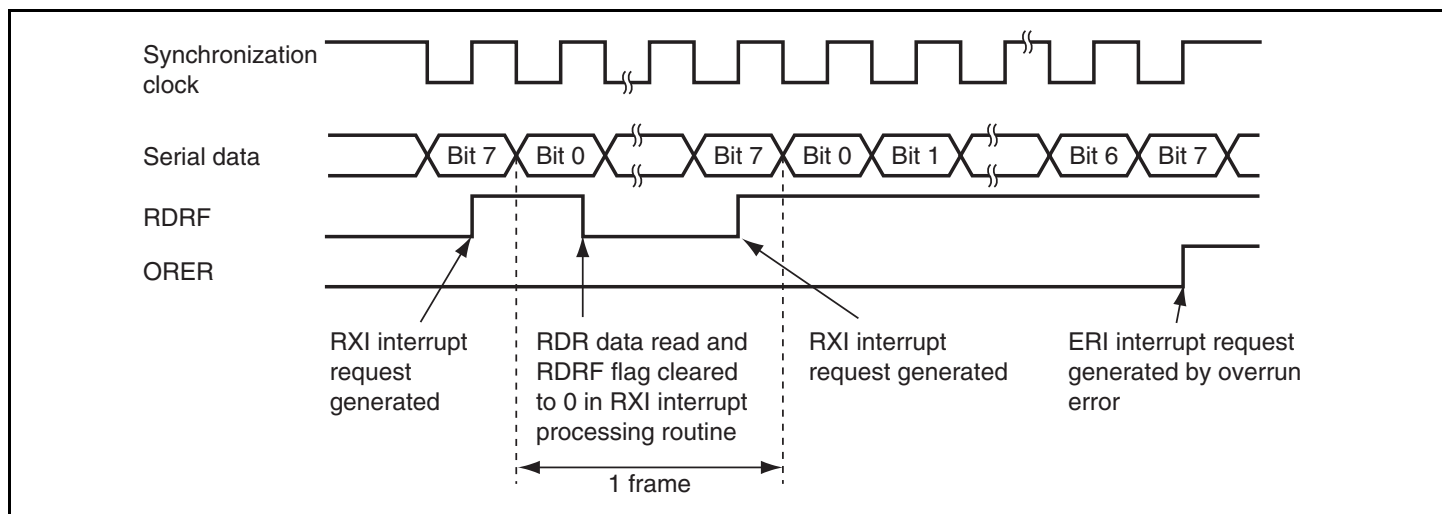 Synchronization
clock
Serial data
Bit 7
Bit 0
Bit 7
Bit 0
Bit 1
Bit 6
Bit 7
RDRF
ORER
RXI interrupt
request
generated
RDR data read and
RDRF flag cleared
to 0 in RXI interrupt
processing routine
RXI interrupt
request generated
ERI interrupt request
generated by overrun
error
1 frame